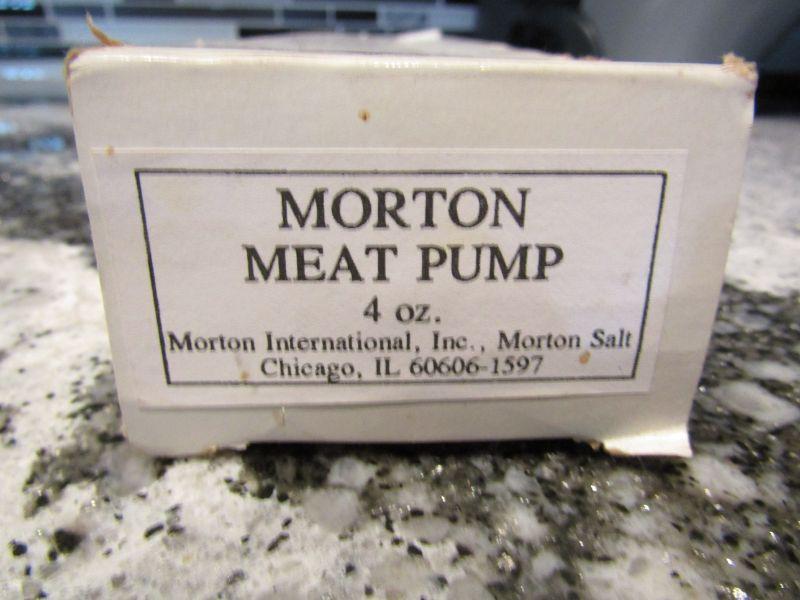 MORTON
MEAT PUMP
4 oz.
Morton International, Inc., Morton Salt
Chicago, IL 60606-1597